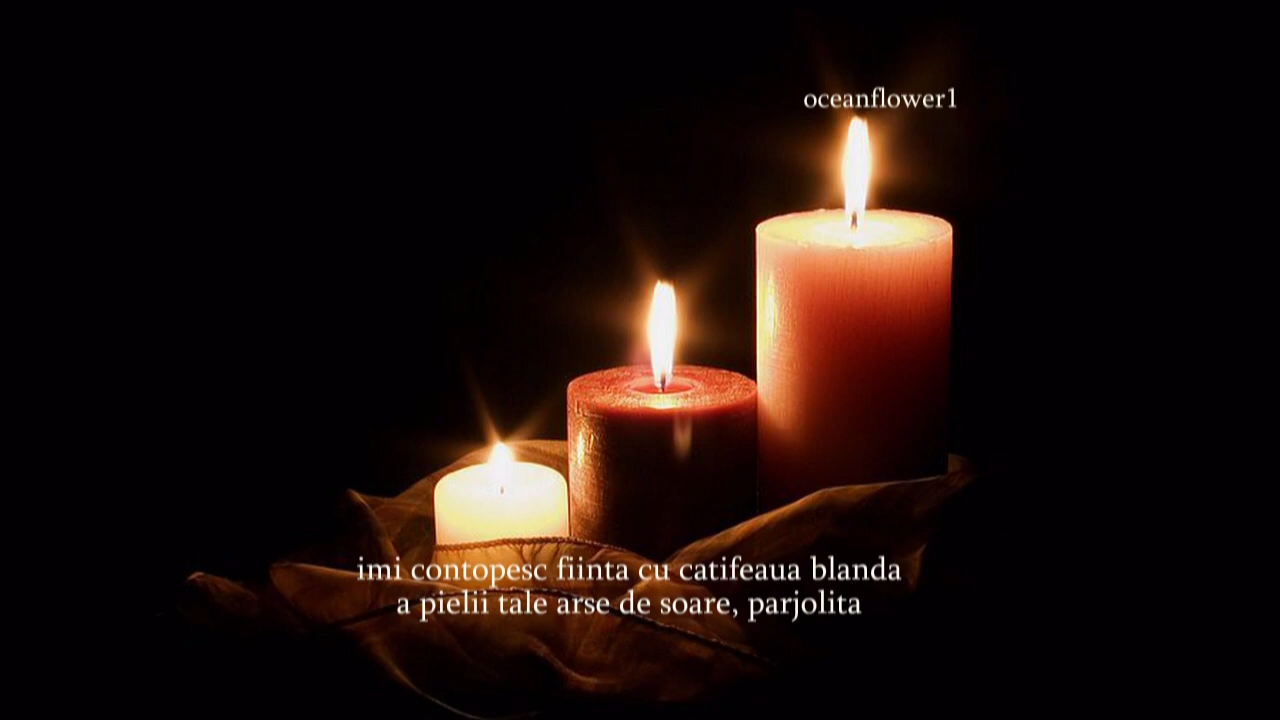 oceanflower1
imi contopesc fiinta cu catifeaua blanda
a pielii tale arse de soare, parjolita